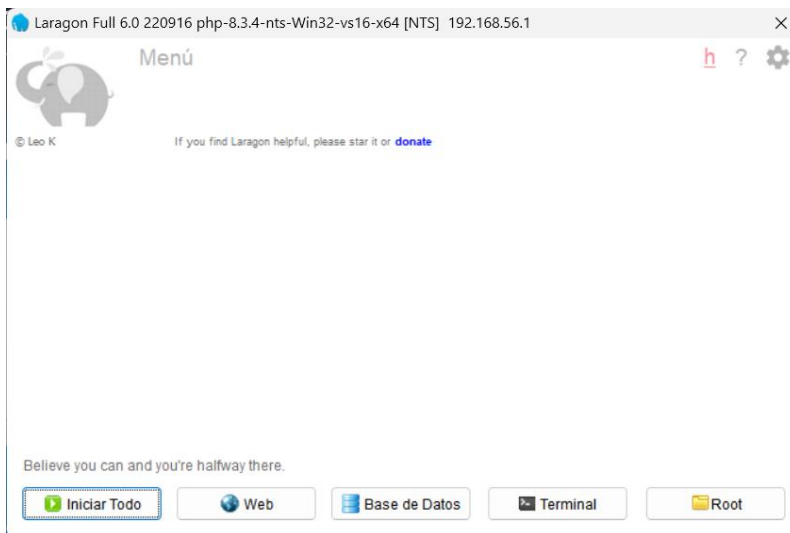 Laragon Full 6.0 220916 php-8.3.4-nts-Win32-vs16-x64 [NTS] 192.168.56.1
Menú
h ?
© Leo K
If you find Laragon helpful, please star it or donate
Believe you can and you're halfway there.
Iniciar Todo
Web
Base de Datos
Terminal
Root